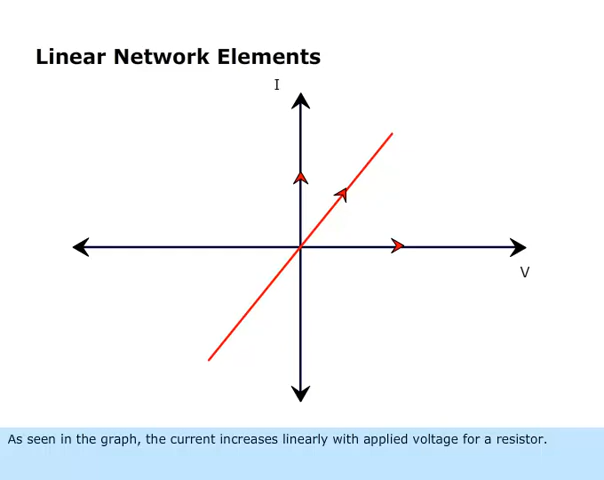 Linear Network Elements
I
V
As seen in the graph, the current increases linearly with applied voltage for a resistor.